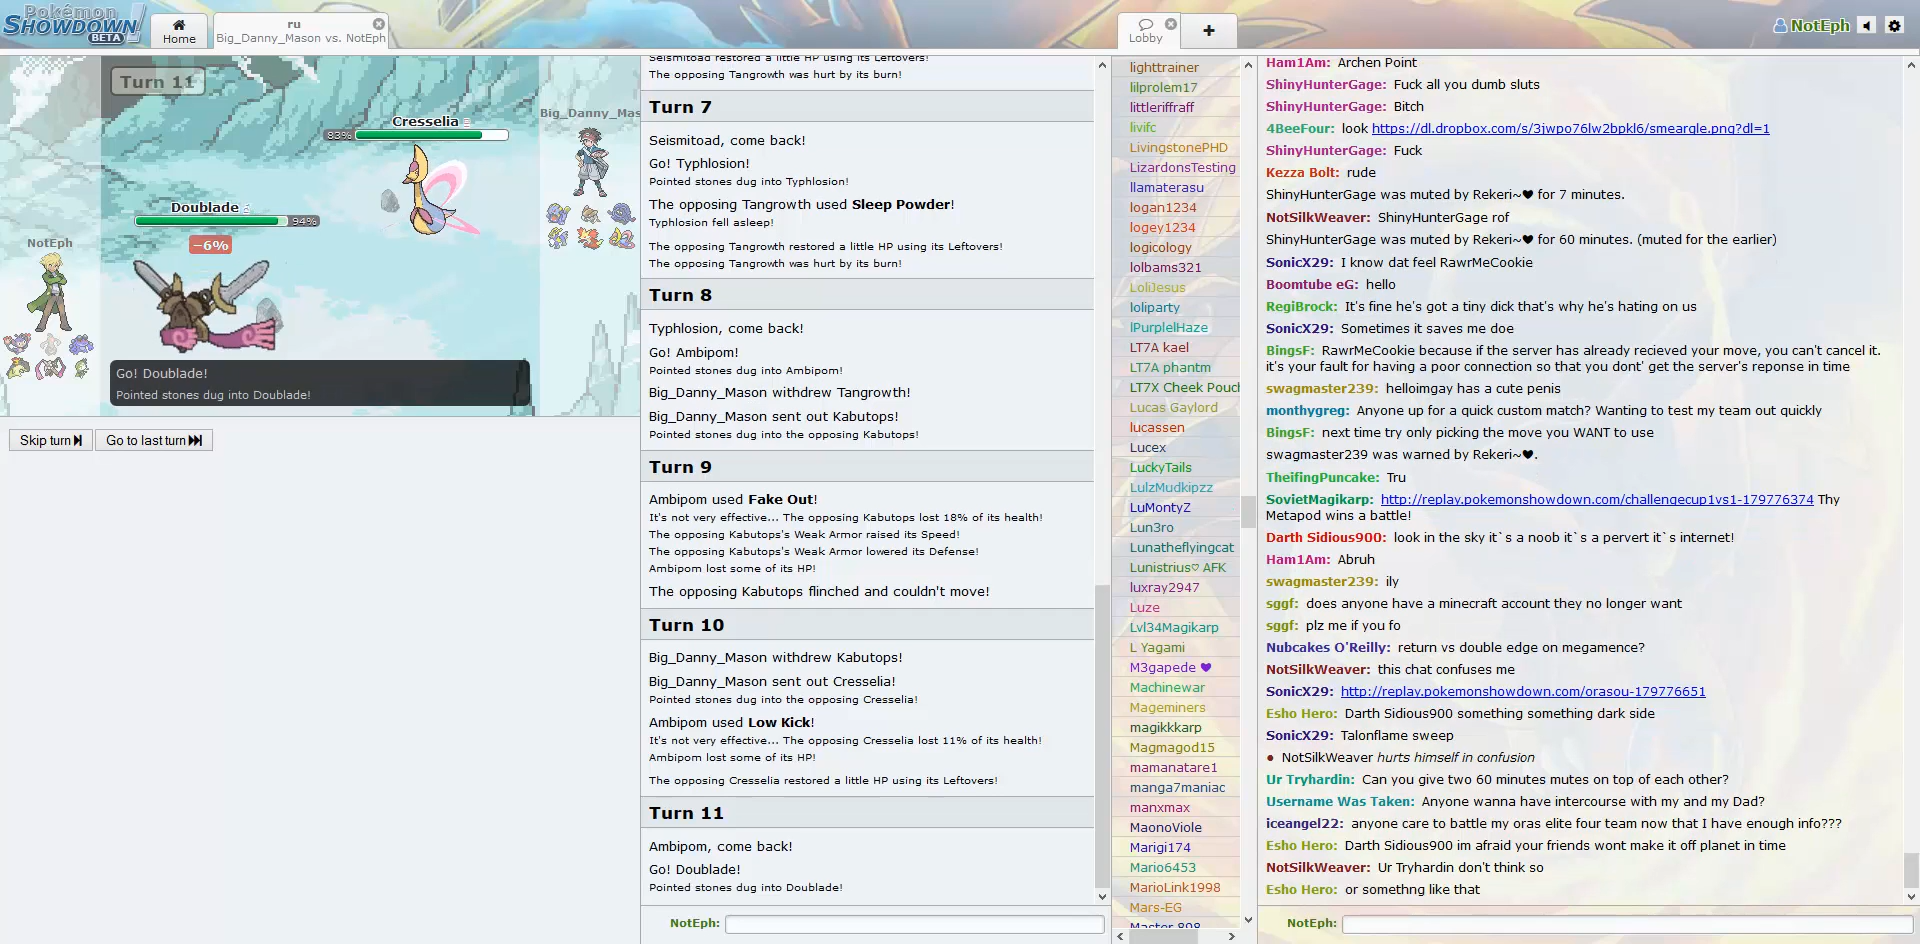 Pokémon
SHOWDOWN!
BETA
Home
ru
Big_Danny_Mason vs. NotEph
Lobby
+
NotEph
Turn 11
Cresselia
83%
Doublade
94%
−6%
NotEph
Big_Danny_Mas
Go! Doublade!
Pointed stones dug into Doublade!
Skip turn
Go to last turn
Seismitoad restored a little HP using its Leftovers!
The opposing Tangrowth was hurt by its burn!
Turn 7
Seismitoad, come back!
Go! Typhlosion!
Pointed stones dug into Typhlosion!
The opposing Tangrowth used Sleep Powder!
Typhlosion fell asleep!
The opposing Tangrowth restored a little HP using its Leftovers!
The opposing Tangrowth was hurt by its burn!
Turn 8
Typhlosion, come back!
Go! Ambipom!
Pointed stones dug into Ambipom!
Big_Danny_Mason withdrew Tangrowth!
Big_Danny_Mason sent out Kabutops!
Pointed stones dug into the opposing Kabutops!
Turn 9
Ambipom used Fake Out!
It's not very effective... The opposing Kabutops lost 18% of its health!
The opposing Kabutops's Weak Armor raised its Speed!
The opposing Kabutops's Weak Armor lowered its Defense!
Ambipom lost some of its HP!
The opposing Kabutops flinched and couldn't move!
Turn 10
Big_Danny_Mason withdrew Kabutops!
Big_Danny_Mason sent out Cresselia!
Pointed stones dug into the opposing Cresselia!
Ambipom used Low Kick!
It's not very effective... The opposing Cresselia lost 11% of its health!
Ambipom lost some of its HP!
The opposing Cresselia restored a little HP using its Leftovers!
Turn 11
Ambipom, come back!
Go! Doublade!
Pointed stones dug into Doublade!
NotEph:
lighttrainer
lilprolem17
littleriffraff
livifc
LivingstonePHD
LizardonsTesting
llamaterasu
logan1234
logey1234
logicology
lolbams321
LoliJesus
loliparty
lPurplelHaze
LT7A kael
LT7A phantm
LT7X Cheek Pouch
Lucas Gaylord
lucassen
Lucex
LuckyTails
LulzMudkipzz
LuMontyZ
Lun3ro
Lunatheflyingcat
Lunistrius♡ AFK
luxray2947
Luze
Lvl34Magikarp
L Yagami
M3gapede ♥
Machinewar
Mageminers
magikkkarp
Magmagod15
mamanatare1
manga7maniac
manxmax
MaonoViole
Marigi174
Mario6453
MarioLink1998
Mars-EG
Master 898
Ham1Am: Archen Point
ShinyHunterGage: Fuck all you dumb sluts
ShinyHunterGage: Bitch
4BeeFour: look https://dl.dropbox.com/s/3jwpo76lw2bpkl6/smeargle.png?dl=1
ShinyHunterGage: Fuck
Kezza Bolt: rude
ShinyHunterGage was muted by Rekeri~♥ for 7 minutes.
NotSilkWeaver: ShinyHunterGage rof
ShinyHunterGage was muted by Rekeri~♥ for 60 minutes. (muted for the earlier)
SonicX29: I know dat feel RawrMeCookie
Boomtube eG: hello
RegiBrock: It's fine he's got a tiny dick that's why he's hating on us
SonicX29: Sometimes it saves me doe
BingsF: RawrMeCookie because if the server has already recieved your move, you can't cancel it.
it's your fault for having a poor connection so that you dont' get the server's reponse in time
swagmaster239: helloimgay has a cute penis
monthygreg: Anyone up for a quick custom match? Wanting to test my team out quickly
BingsF: next time try only picking the move you WANT to use
swagmaster239 was warned by Rekeri~♥.
TheifingPuncake: Tru
SovietMagikarp: http://replay.pokemonshowdown.com/challengecup1vs1-179776374 Thy
Metapod wins a battle!
Darth Sidious900: look in the sky it`s a noob it`s a pervert it`s internet!
Ham1Am: Abruh
swagmaster239: ily
sggf: does anyone have a minecraft account they no longer want
sggf: plz me if you fo
Nubcakes O'Reilly: return vs double edge on megamence?
NotSilkWeaver: this chat confuses me
SonicX29: http://replay.pokemonshowdown.com/orasou-179776651
Esho Hero: Darth Sidious900 something something dark side
SonicX29: Talonflame sweep
• NotSilkWeaver hurts himself in confusion
Ur Tryhardin: Can you give two 60 minutes mutes on top of each other?
Username Was Taken: Anyone wanna have intercourse with my and my Dad?
iceangel22: anyone care to battle my oras elite four team now that I have enough info???
Esho Hero: Darth Sidious900 im afraid your friends wont make it off planet in time
NotSilkWeaver: Ur Tryhardin don't think so
Esho Hero: or somethng like that
NotEph: